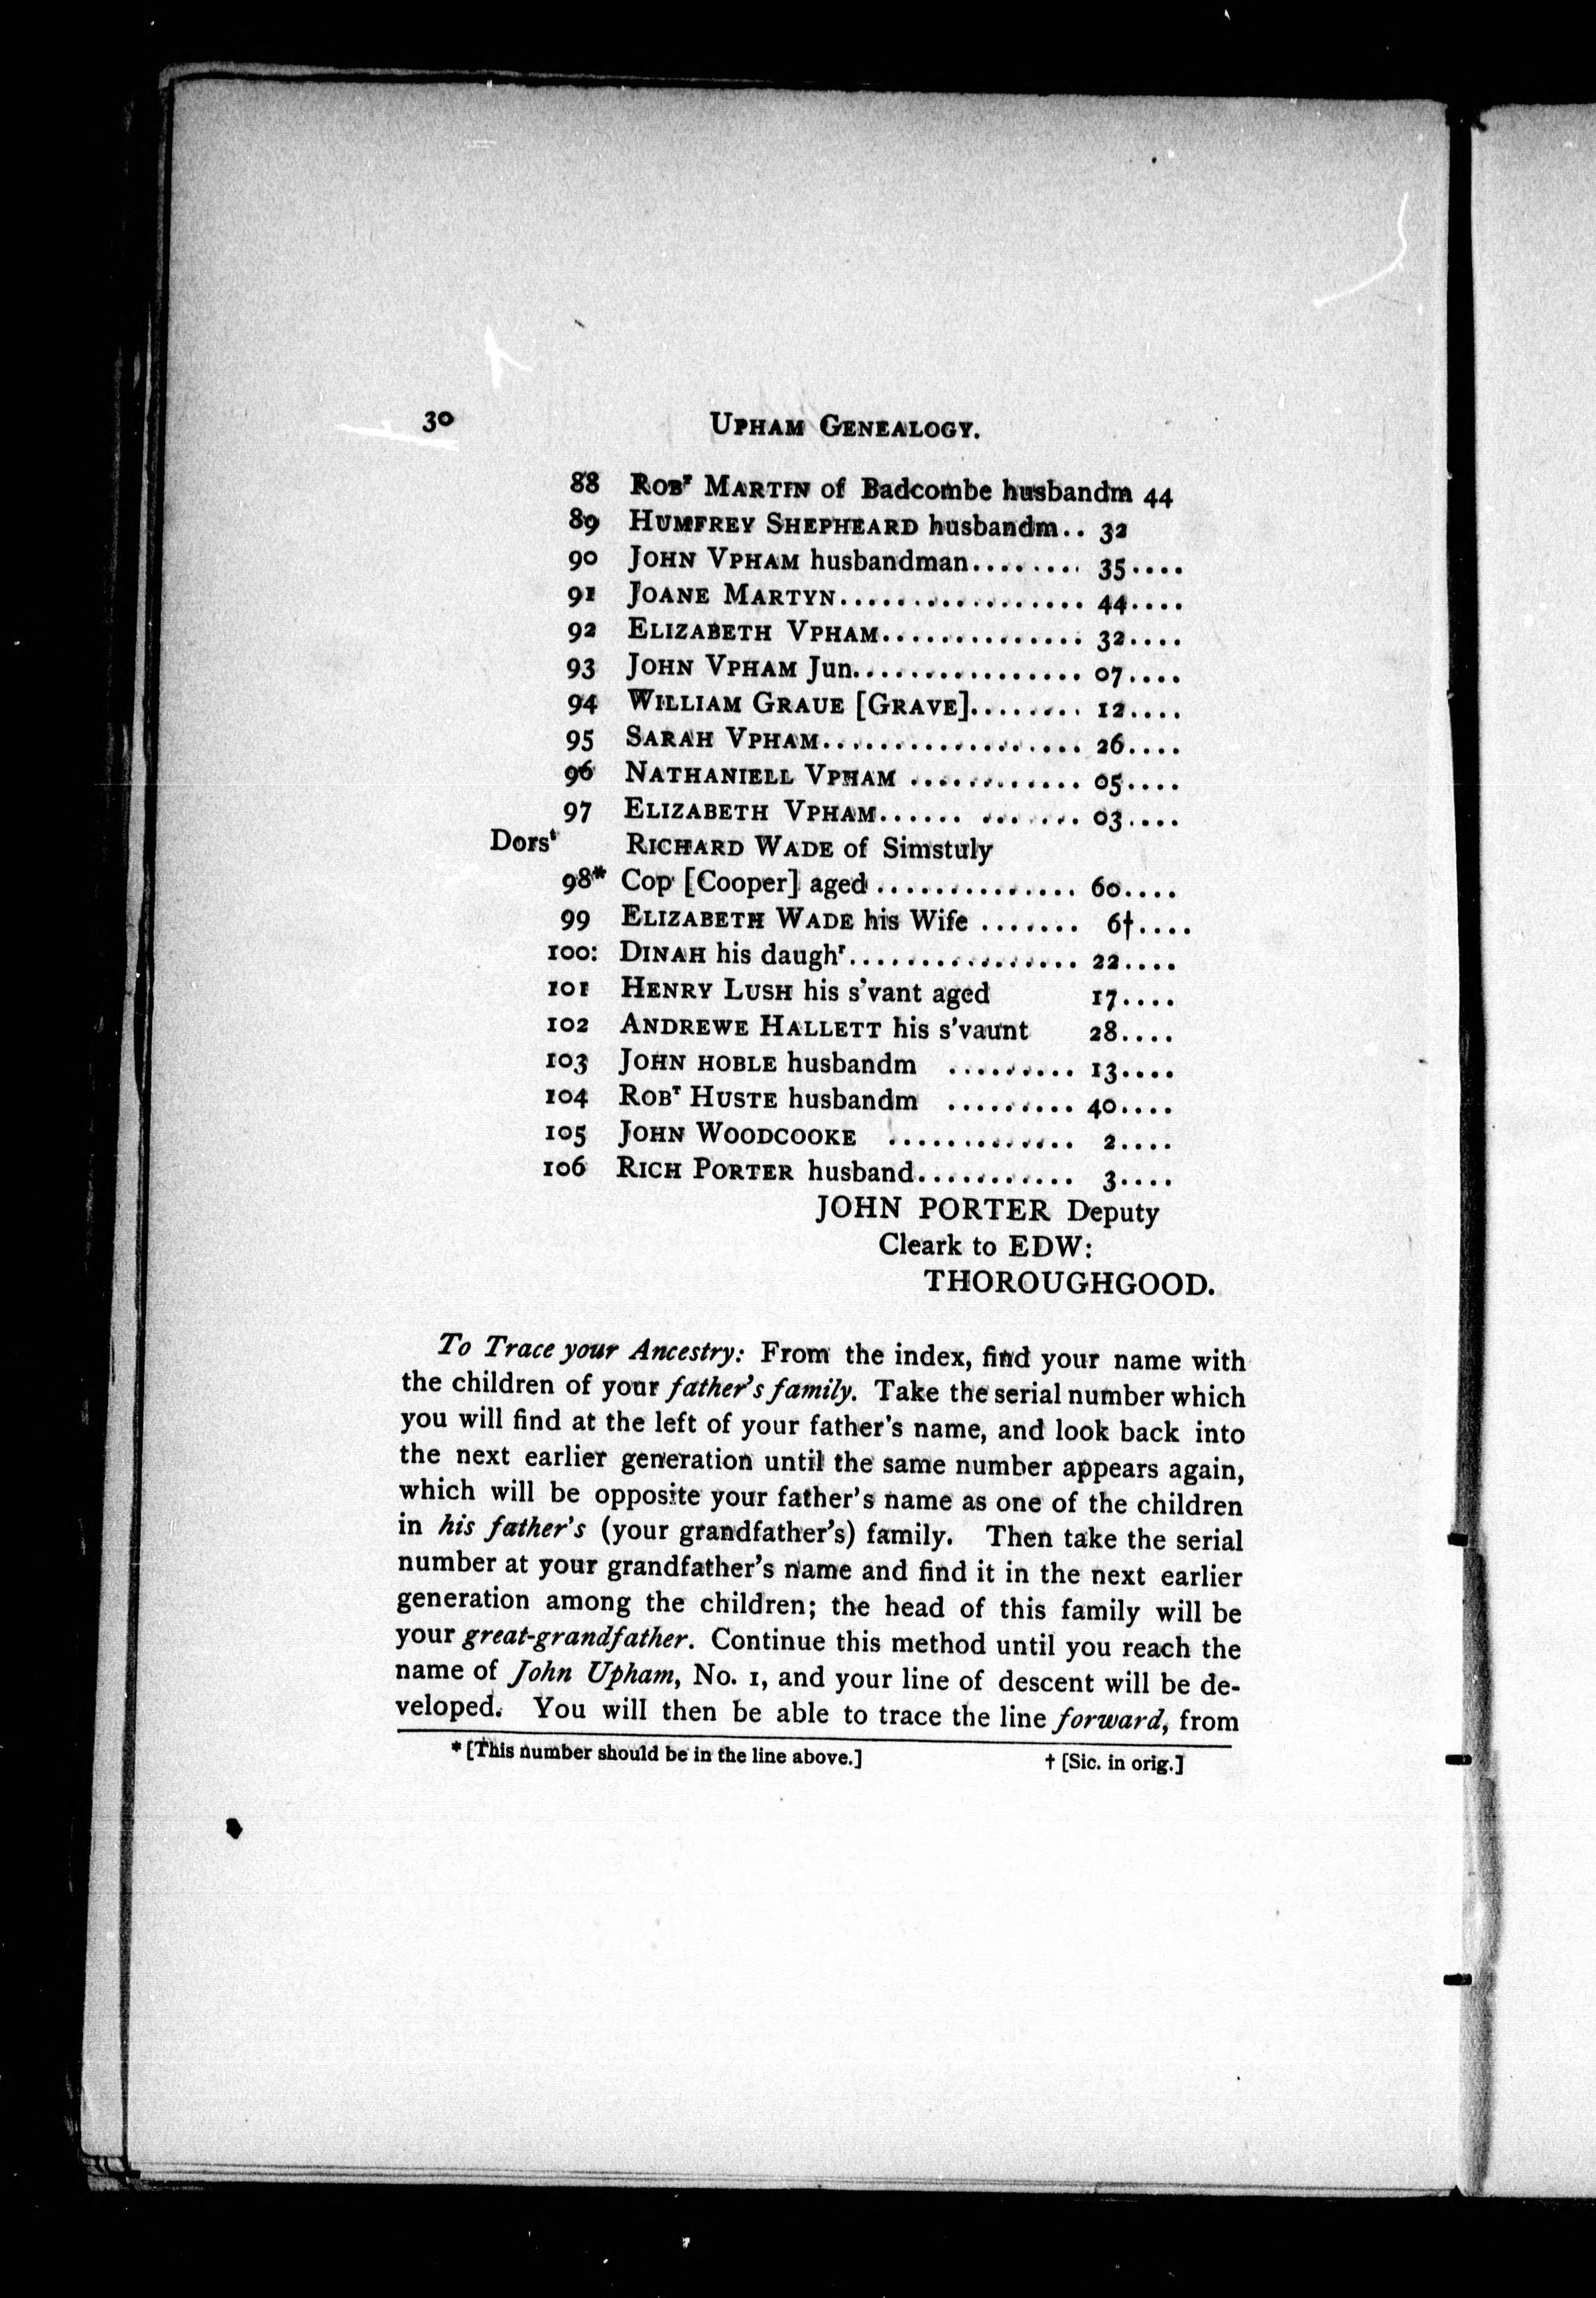 30 UPHAM GENEALOGY.
88 ROBᵀ MARTIN of Badcombe husbandm 44
89 HUMFREY SHEPHEARD husbandm.. 32
90 JOHN VPHAM husbandman........ 35....
91 JOANE MARTYN................. 44....
92 ELIZABETH VPHAM.............. 32....
93 JOHN VPHAM Jun................ 07....
94 WILLIAM GRAUE [GRAVE]........ 12....
95 SARAH VPHAM.................. 26....
96 NATHANIELL VPHAM ............ 05....
97 ELIZABETH VPHAM...... ....... 03....
Dorsᵗ RICHARD WADE of Simstuly
98* Cop [Cooper] aged .............. 60....
99 ELIZABETH WADE his Wife ....... 6†....
100: DINAH his daughʳ................ 22....
101 HENRY LUSH his s'vant aged 17....
102 ANDREWE HALLETT his s'vaunt 28....
103 JOHN HOBLE husbandm ......... 13....
104 ROBᵀ HUSTE husbandm ......... 40....
105 JOHN WOODCOOKE ............. 2....
106 RICH PORTER husband........... 3....
JOHN PORTER Deputy
Cleark to EDW:
THOROUGHGOOD.
To Trace your Ancestry: From the index, find your name with
the children of your father's family. Take the serial number which
you will find at the left of your father's name, and look back into
the next earlier generation until the same number appears again,
which will be opposite your father's name as one of the children
in his father's (your grandfather's) family. Then take the serial
number at your grandfather's name and find it in the next earlier
generation among the children; the head of this family will be
your great-grandfather. Continue this method until you reach the
name of John Upham, No. 1, and your line of descent will be de-
veloped. You will then be able to trace the line forward, from
* [This number should be in the line above.] † [Sic. in orig.]